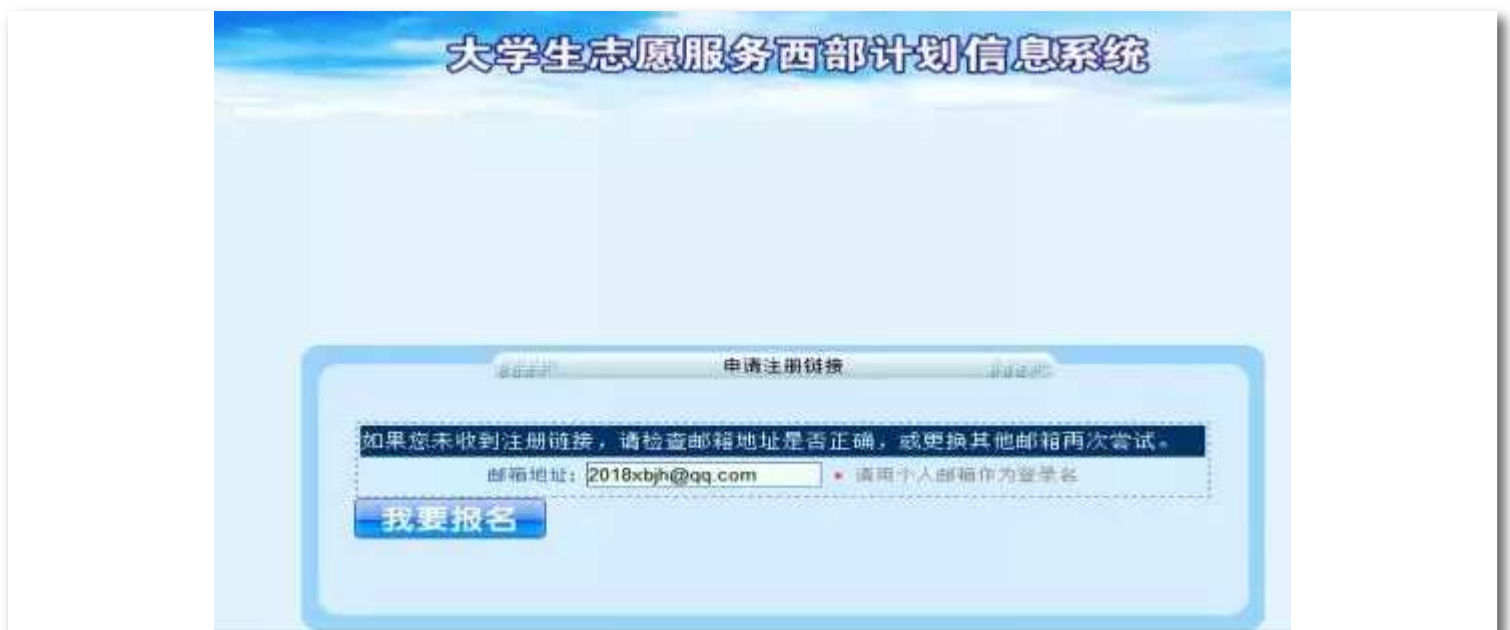 大学生志愿服务西部计划信息系统
申请注册链接
如果您未收到注册链接，请检查邮箱地址是否正确，或更换其他邮箱再次尝试。
邮箱地址：2018xbjh@qq.com * 请用个人邮箱作为登录名
我要报名